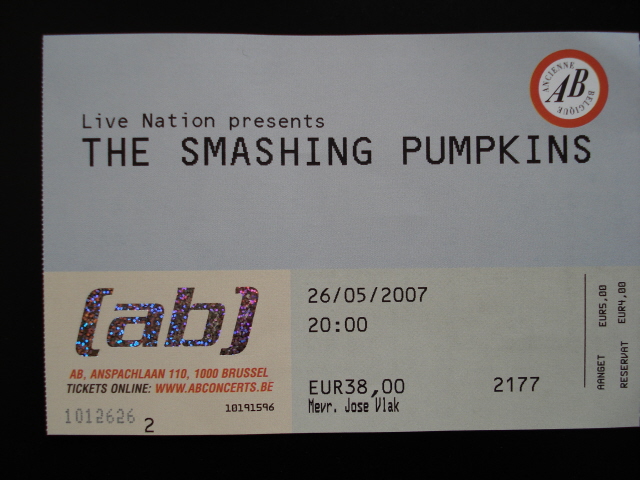 ANCIENNE
AB
BELGIQUE
Live Nation presents
THE SMASHING PUMPKINS
(ab)
AB, ANSPACHLAAN 110, 1000 BRUSSEL
TICKETS ONLINE: WWW.ABCONCERTS.BE
1012626
2
10191596
26/05/2007
20:00
EUR38,00
2177
Mevr. Jose Vlak
AANGET EUR5,00
RESERVAT EUR4,00